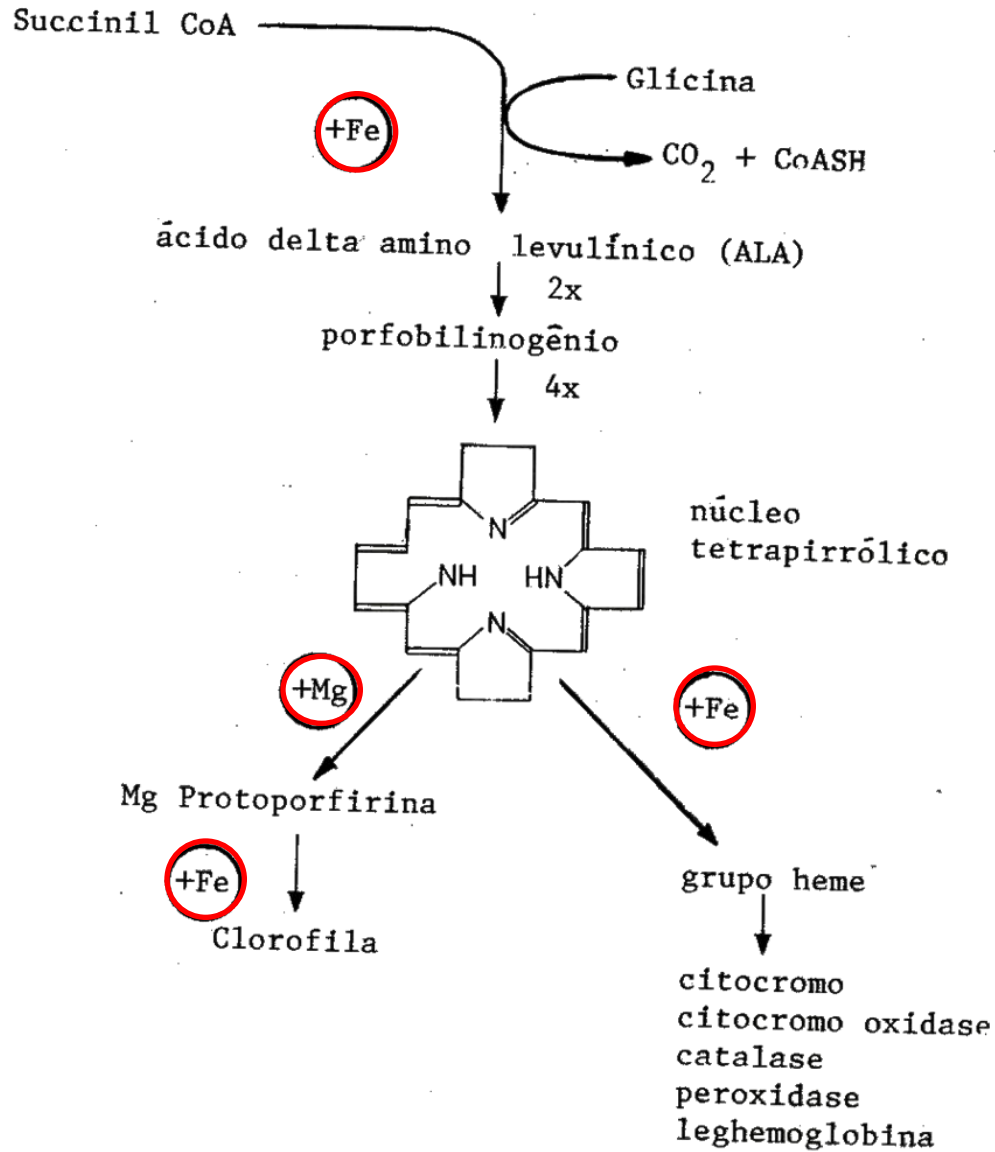 Succinil CoA
Glicina
+Fe
CO2 + CoASH
ácido delta amino levulínico (ALA)
2x
porfobilinogênio
4x
núcleo
tetrapirrólico
N
NH HN
N
+Mg
+Fe
Mg Protoporfirina
+Fe
grupo heme
Clorofila
citocromo
citocromo oxidase
catalase
peroxidase
leghemoglobina